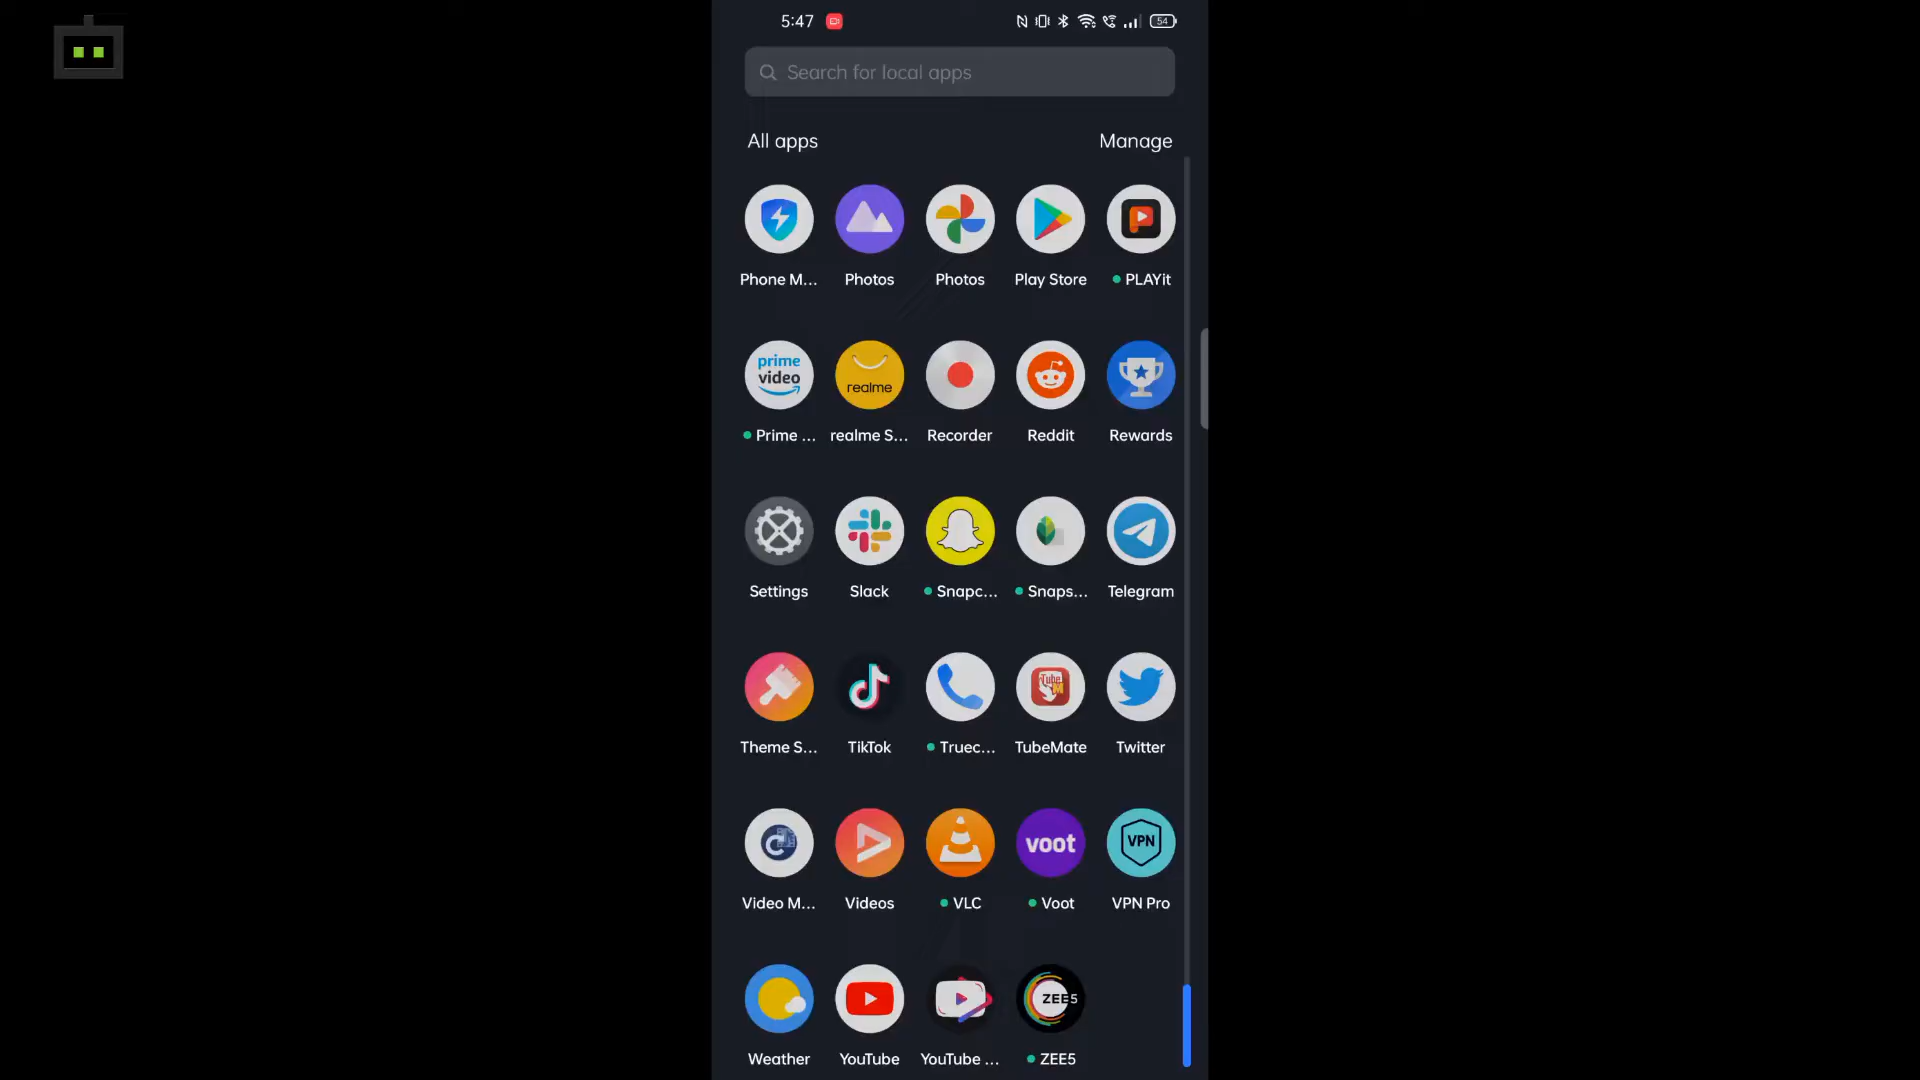 5:47
54
Search for local apps
All apps
Manage
Phone M...
Photos
Photos
Play Store
PLAYit
prime
video
realme
Prime ...
realme S...
Recorder
Reddit
Rewards
Settings
Slack
Snapc...
Snaps...
Telegram
Tube
M
Theme S...
TikTok
Truec...
TubeMate
Twitter
voot
VPN
Video M...
Videos
VLC
Voot
VPN Pro
ZEE5
Weather
YouTube
YouTube ...
ZEE5